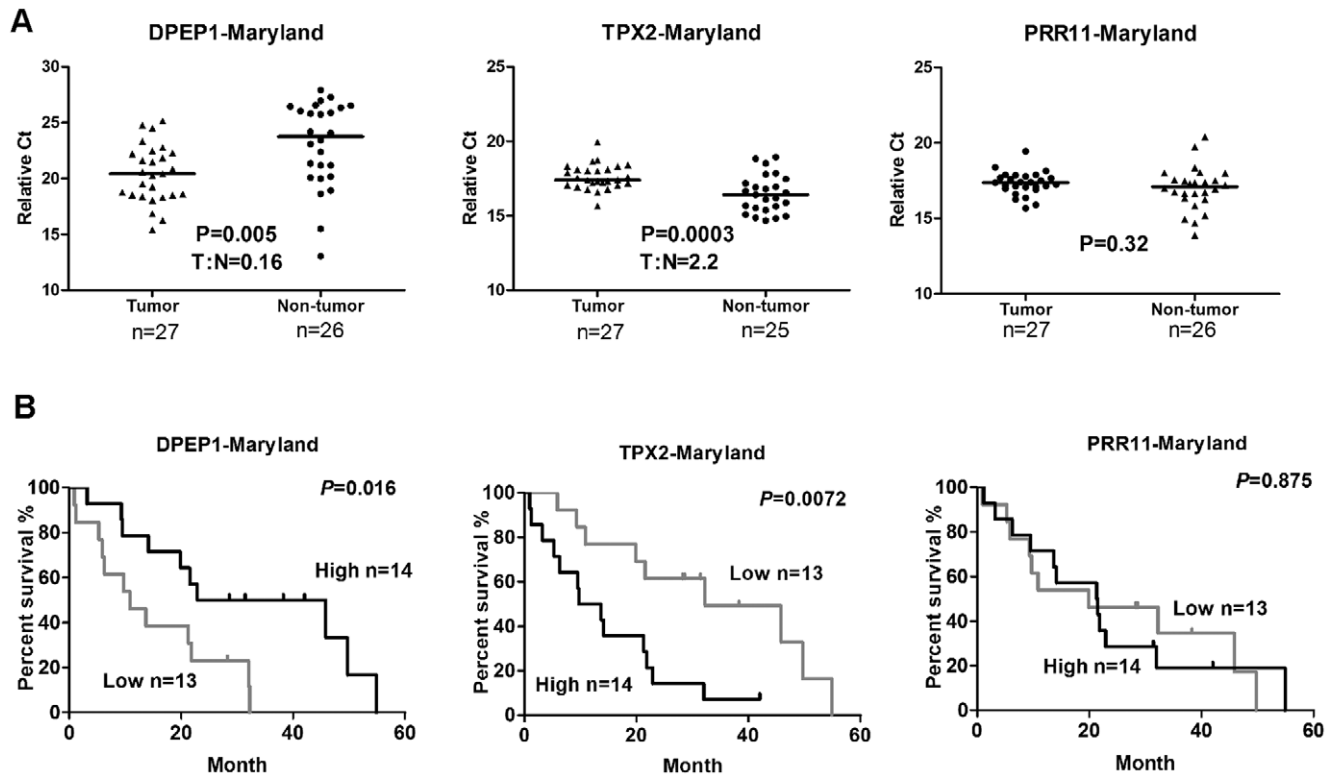 A
DPEP1-Maryland
Relative Ct
30
25
20
15
10
P=0.005
T:N=0.16
Tumor
Non-tumor
n=27
n=26
TPX2-Maryland
Relative Ct
25
20
15
10
P=0.0003
T:N=2.2
Tumor
Non-tumor
n=27
n=25
PRR11-Maryland
Relative Ct
25
20
15
10
P=0.32
Tumor
Non-tumor
n=27
n=26
B
DPEP1-Maryland
Percent survival %
100
80
60
40
20
0
P=0.016
High n=14
Low n=13
0
20
40
60
Month
TPX2-Maryland
Percent survival %
100
80
60
40
20
0
P=0.0072
Low n=13
High n=14
0
20
40
60
Month
PRR11-Maryland
Percent survival %
100
80
60
40
20
0
P=0.875
Low n=13
High n=14
0
20
40
60
Month